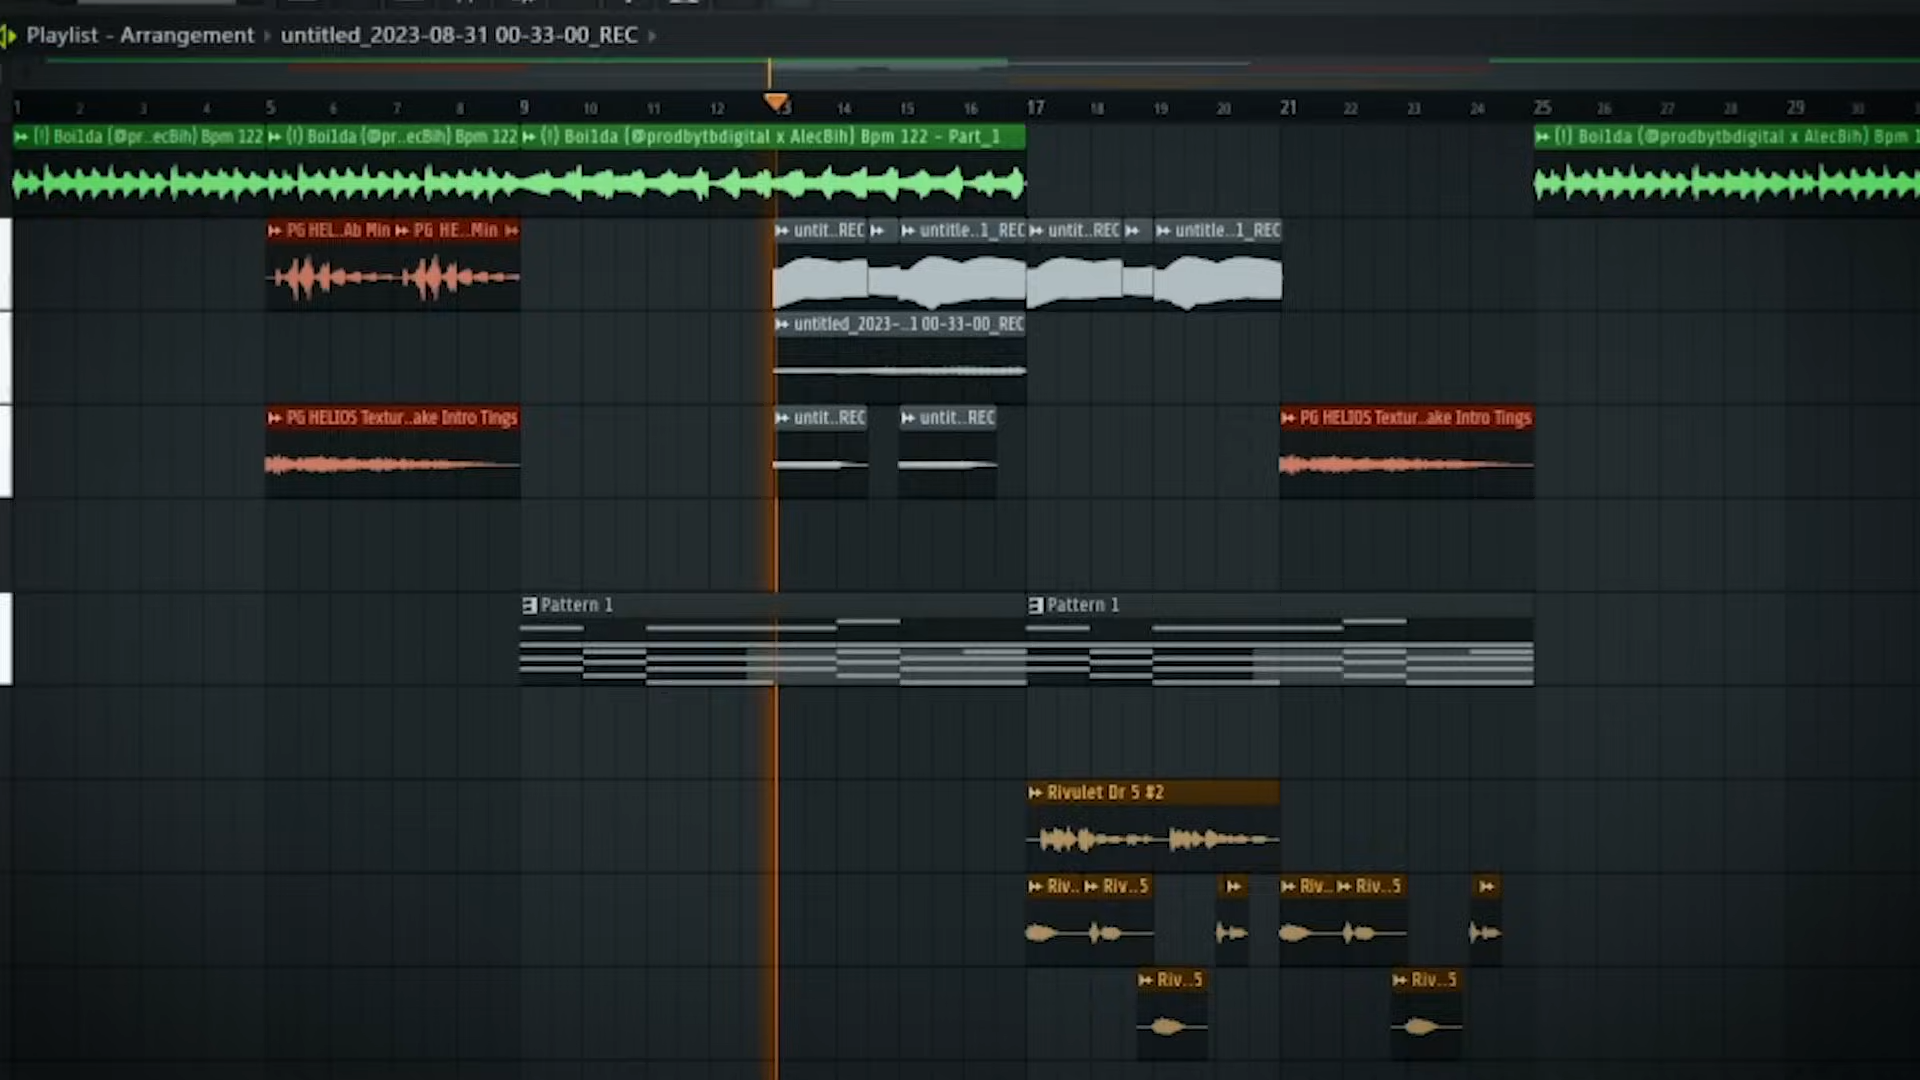 Playlist - Arrangement › untitled_2023-08-31 00-33-00_REC ›
1 2 3 4 5 6 7 8 9 10 11 12 3 14 15 16 17 18 19 20 21 22 23 24 25 26 27 28 29 30
(!) Boi1da (@pr..ecBih) Bpm 122 (!) Boi1da (@pr..ecBih) Bpm 122 (!) Boi1da (@prodbytbdigital x AlecBih) Bpm 122 - Part_1 (!) Boi1da (@prodbytbdigital x AlecBih) Bpm 1
PG HEL..Ab Min PG HE..Min untit..REC untitle..1_REC untit..REC untitle..1_REC
untitled_2023-..1 00-33-00_REC
PG HELIOS Textur..ake Intro Tings untit..REC untit..REC PG HELIOS Textur..ake Intro Tings
Pattern 1 Pattern 1
Rivulet Dr 5 #2
Riv.. Riv..5 Riv.. Riv..5
Riv..5 Riv..5